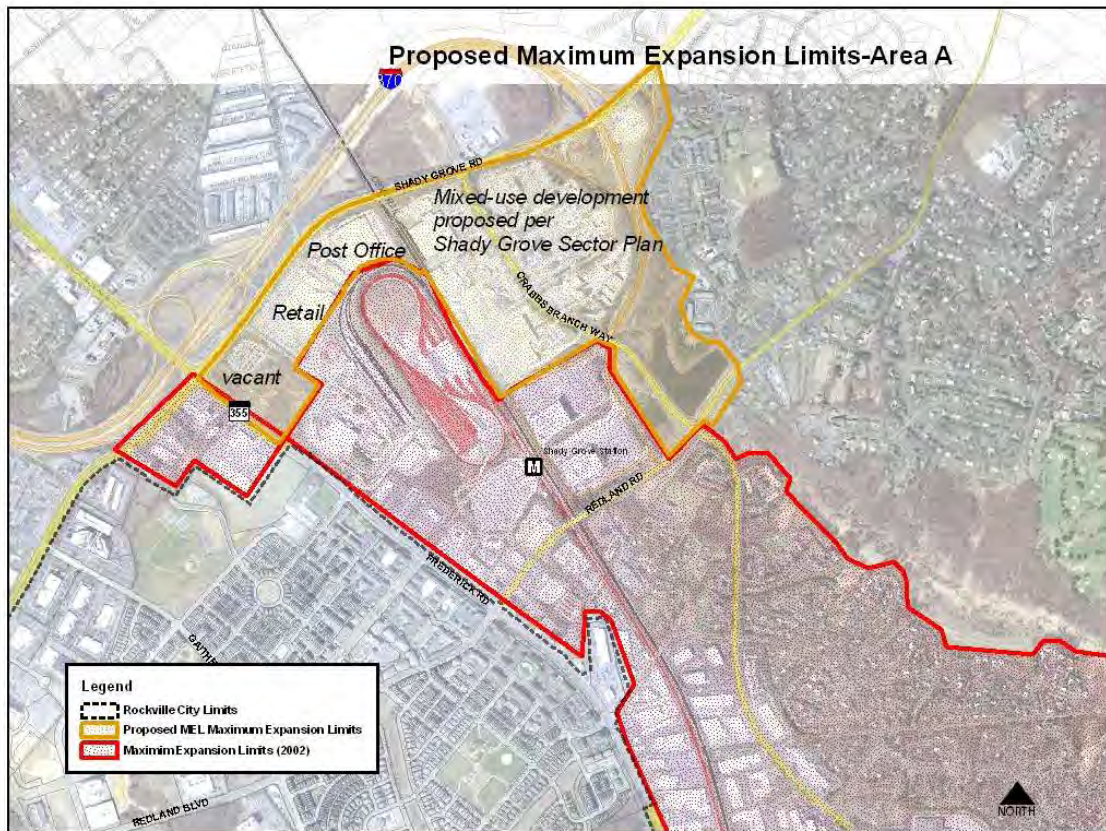 Proposed Maximum Expansion Limits-Area A
SHADY GROVE RD
Mixed-use development
proposed per
Shady Grove Sector Plan
Post Office
CRABBS BRANCH WAY
Retail
vacant
355
M
Shady Grove Station
REDLAND RD
FREDERICK RD
Legend
Rockville City Limits
Proposed MEL Maximum Expansion Limits
Maximim Expansion Limits (2002)
REDLAND BLVD
NORTH